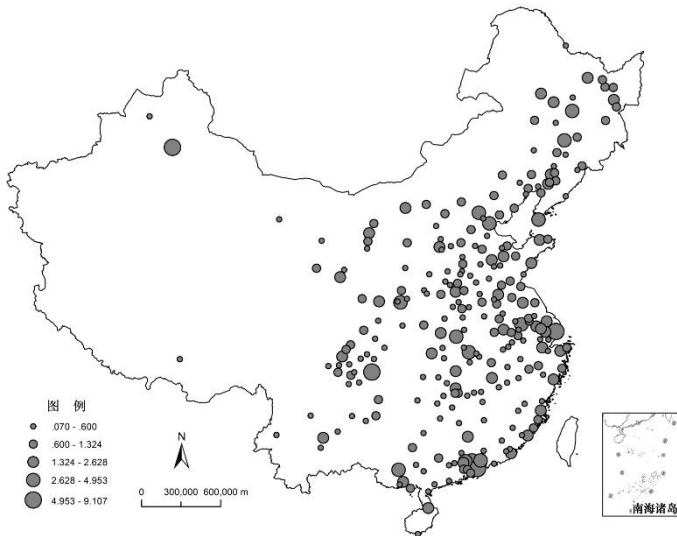 图 例
.070 - .600
.600 - 1.324
1.324 - 2.628
2.628 - 4.953
4.953 - 9.107
N
0 300,000 600,000 m
南海诸岛